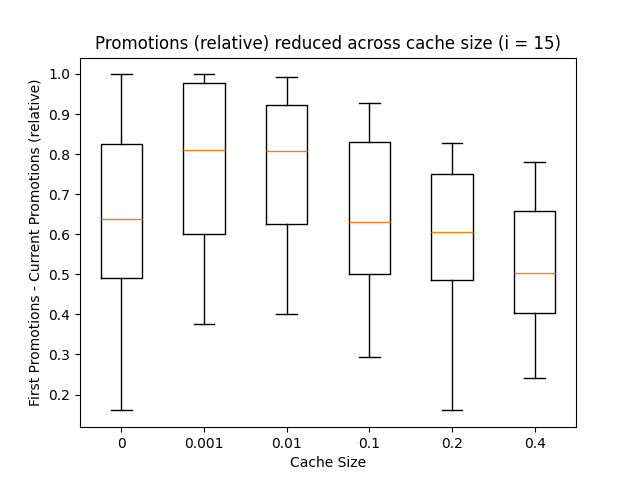 Promotions (relative) reduced across cache size (i = 15)
First Promotions - Current Promotions (relative)
1.0
0.9
0.8
0.7
0.6
0.5
0.4
0.3
0.2
0 0.001 0.01 0.1 0.2 0.4
Cache Size